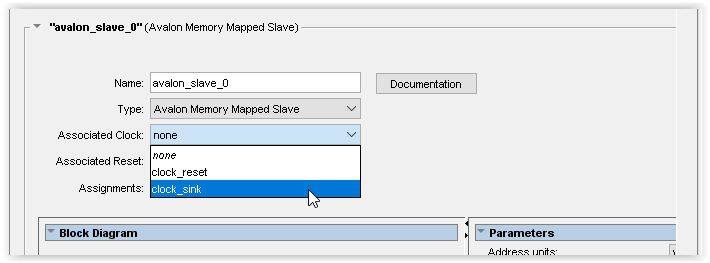 "avalon_slave_0" (Avalon Memory Mapped Slave)
Name: avalon_slave_0 Documentation
Type: Avalon Memory Mapped Slave
Associated Clock: none
none
Associated Reset: clock_reset
Assignments: clock_sink
Block Diagram Parameters
Address units: